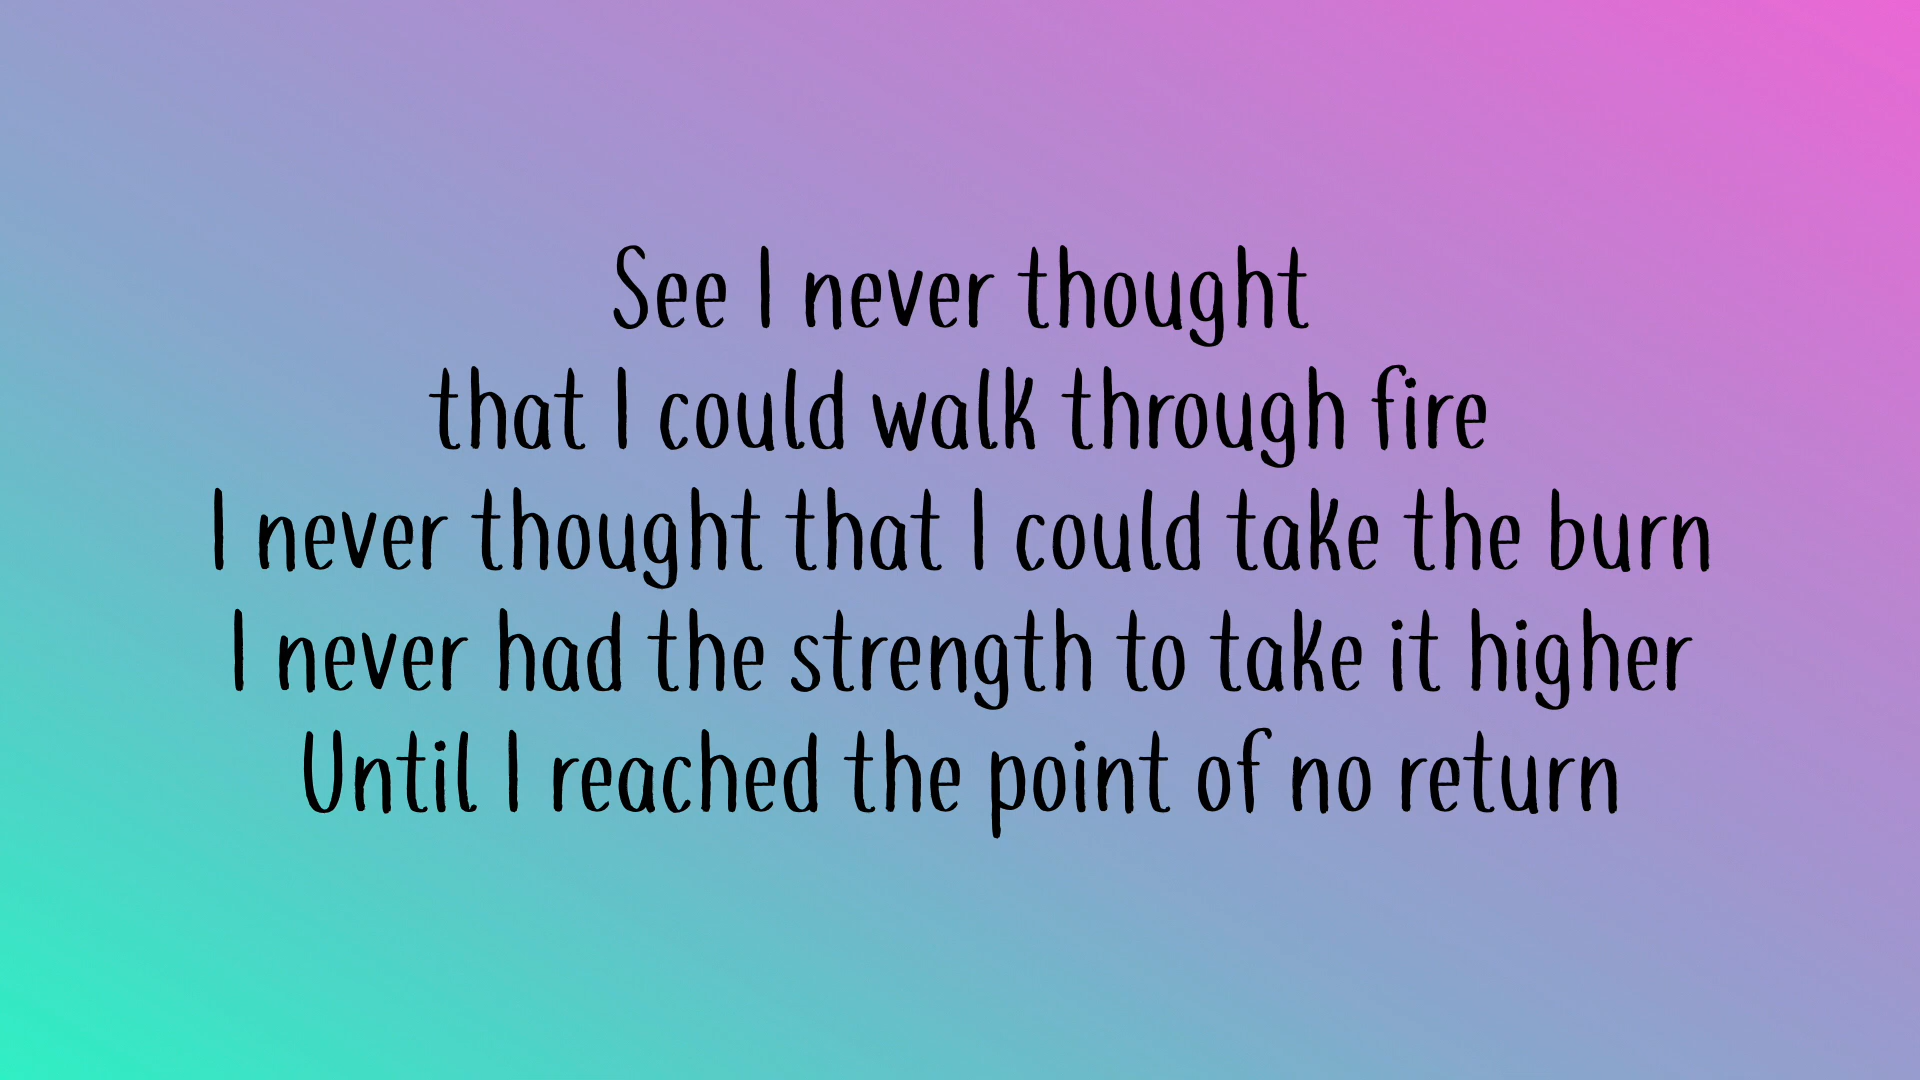 See I never thought
that I could walk through fire
I never thought that I could take the burn
I never had the strength to take it higher
Until I reached the point of no return